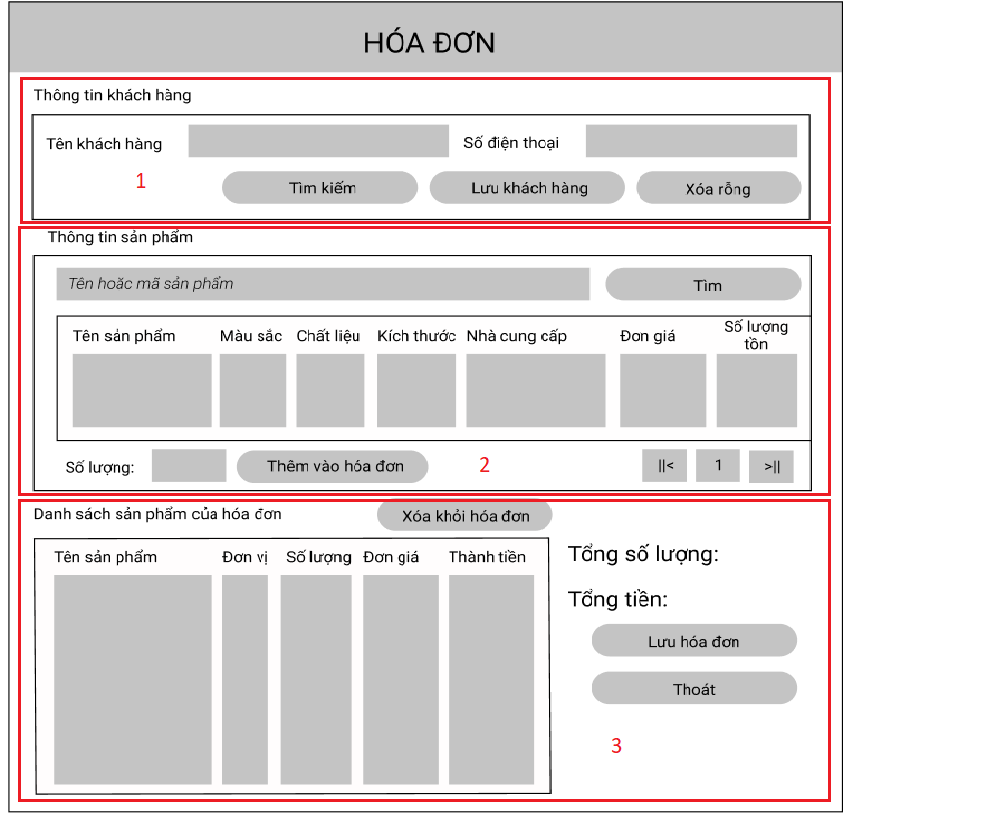 HÓA ĐƠN
Thông tin khách hàng
Tên khách hàng
Số điện thoại
1
Tìm kiếm
Lưu khách hàng
Xóa rỗng
Thông tin sản phẩm
Tên hoặc mã sản phẩm
Tìm
Tên sản phẩm
Màu sắc
Chất liệu
Kích thước
Nhà cung cấp
Đơn giá
Số lượng
tồn
Số lượng:
Thêm vào hóa đơn
2
||<
1
>||
Danh sách sản phẩm của hóa đơn
Xóa khỏi hóa đơn
Tên sản phẩm
Đơn vị
Số lượng
Đơn giá
Thành tiền
Tổng số lượng:
Tổng tiền:
Lưu hóa đơn
Thoát
3